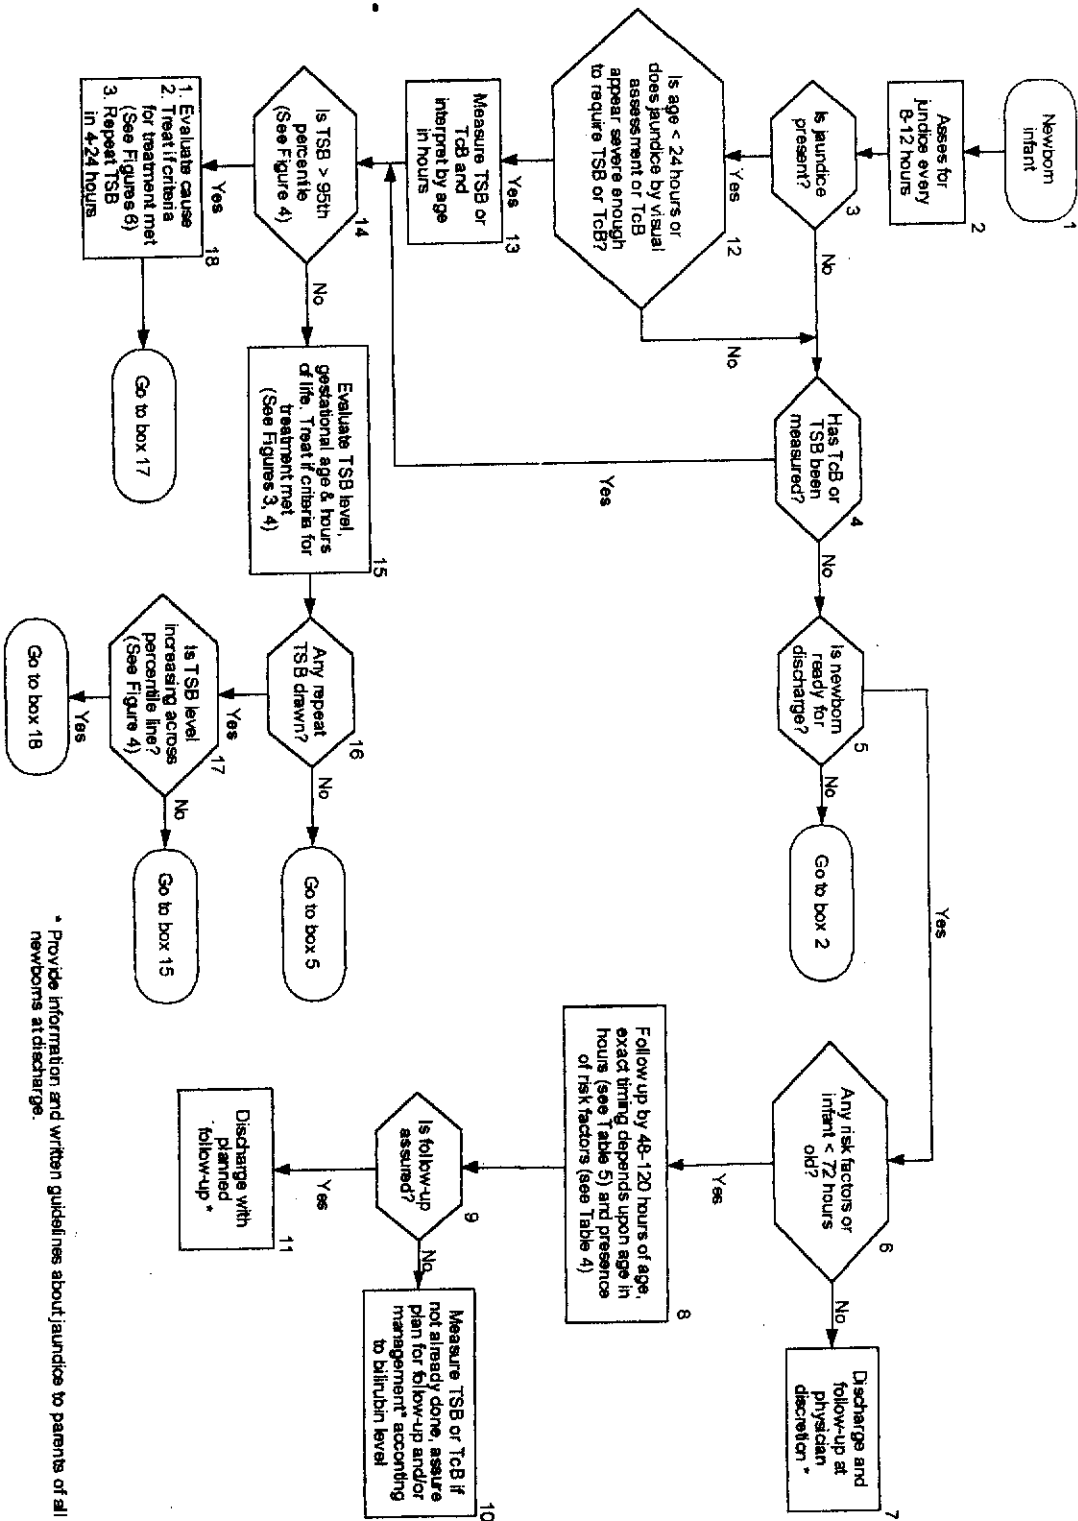 Newborn
infant
1
Asses for
jundice every
8-12 hours
2
Is jaundice
present?
3
No
Yes
Has TcB or
TSB been
measured?
4
No
Yes
Is newborn
ready for
discharge?
5
No
Yes
Go to box 2
Any risk factors or
infant < 72 hours
old?
6
No
Yes
Discharge and
follow-up at
physician
discretion *
7
Follow up by 48-120 hours of age,
exact timing depends upon age in
hours (see Table 5) and presence
of risk factors (see Table 4)
8
Is follow-up
assured?
9
No
Yes
Measure TSB or TcB if
not already done, assure
plan for follow-up and/or
management* acconting
to bilirubin level
10
Discharge with
planned
follow-up *
11
Is age < 24 hours or
does jaundice by visual
assessment or TcB
appear severe enough
to require TSB or TcB?
12
No
Yes
Measure TSB or
TcB and
interpret by age
in hours
13
Is TSB > 95th
percentile
(See Figure 4)
14
No
Yes
Evaluate TSB level,
gestational age & hours
of life. Treat if criteria for
treatment met
(See Figures 3, 4)
15
Any repeat
TSB drawn?
16
No
Yes
Go to box 5
Is TSB level
increasing across
percentile line?
(See Figure 4)
17
No
Yes
Go to box 15
Go to box 18
1. Evaluate cause
2. Treat if criteria
for treatment met
(See Figures 6)
3. Repeat TSB
in 4-24 hours
18
Go to box 17
* Provide information and written guidelines about jaundice to parents of all
newborns at discharge.